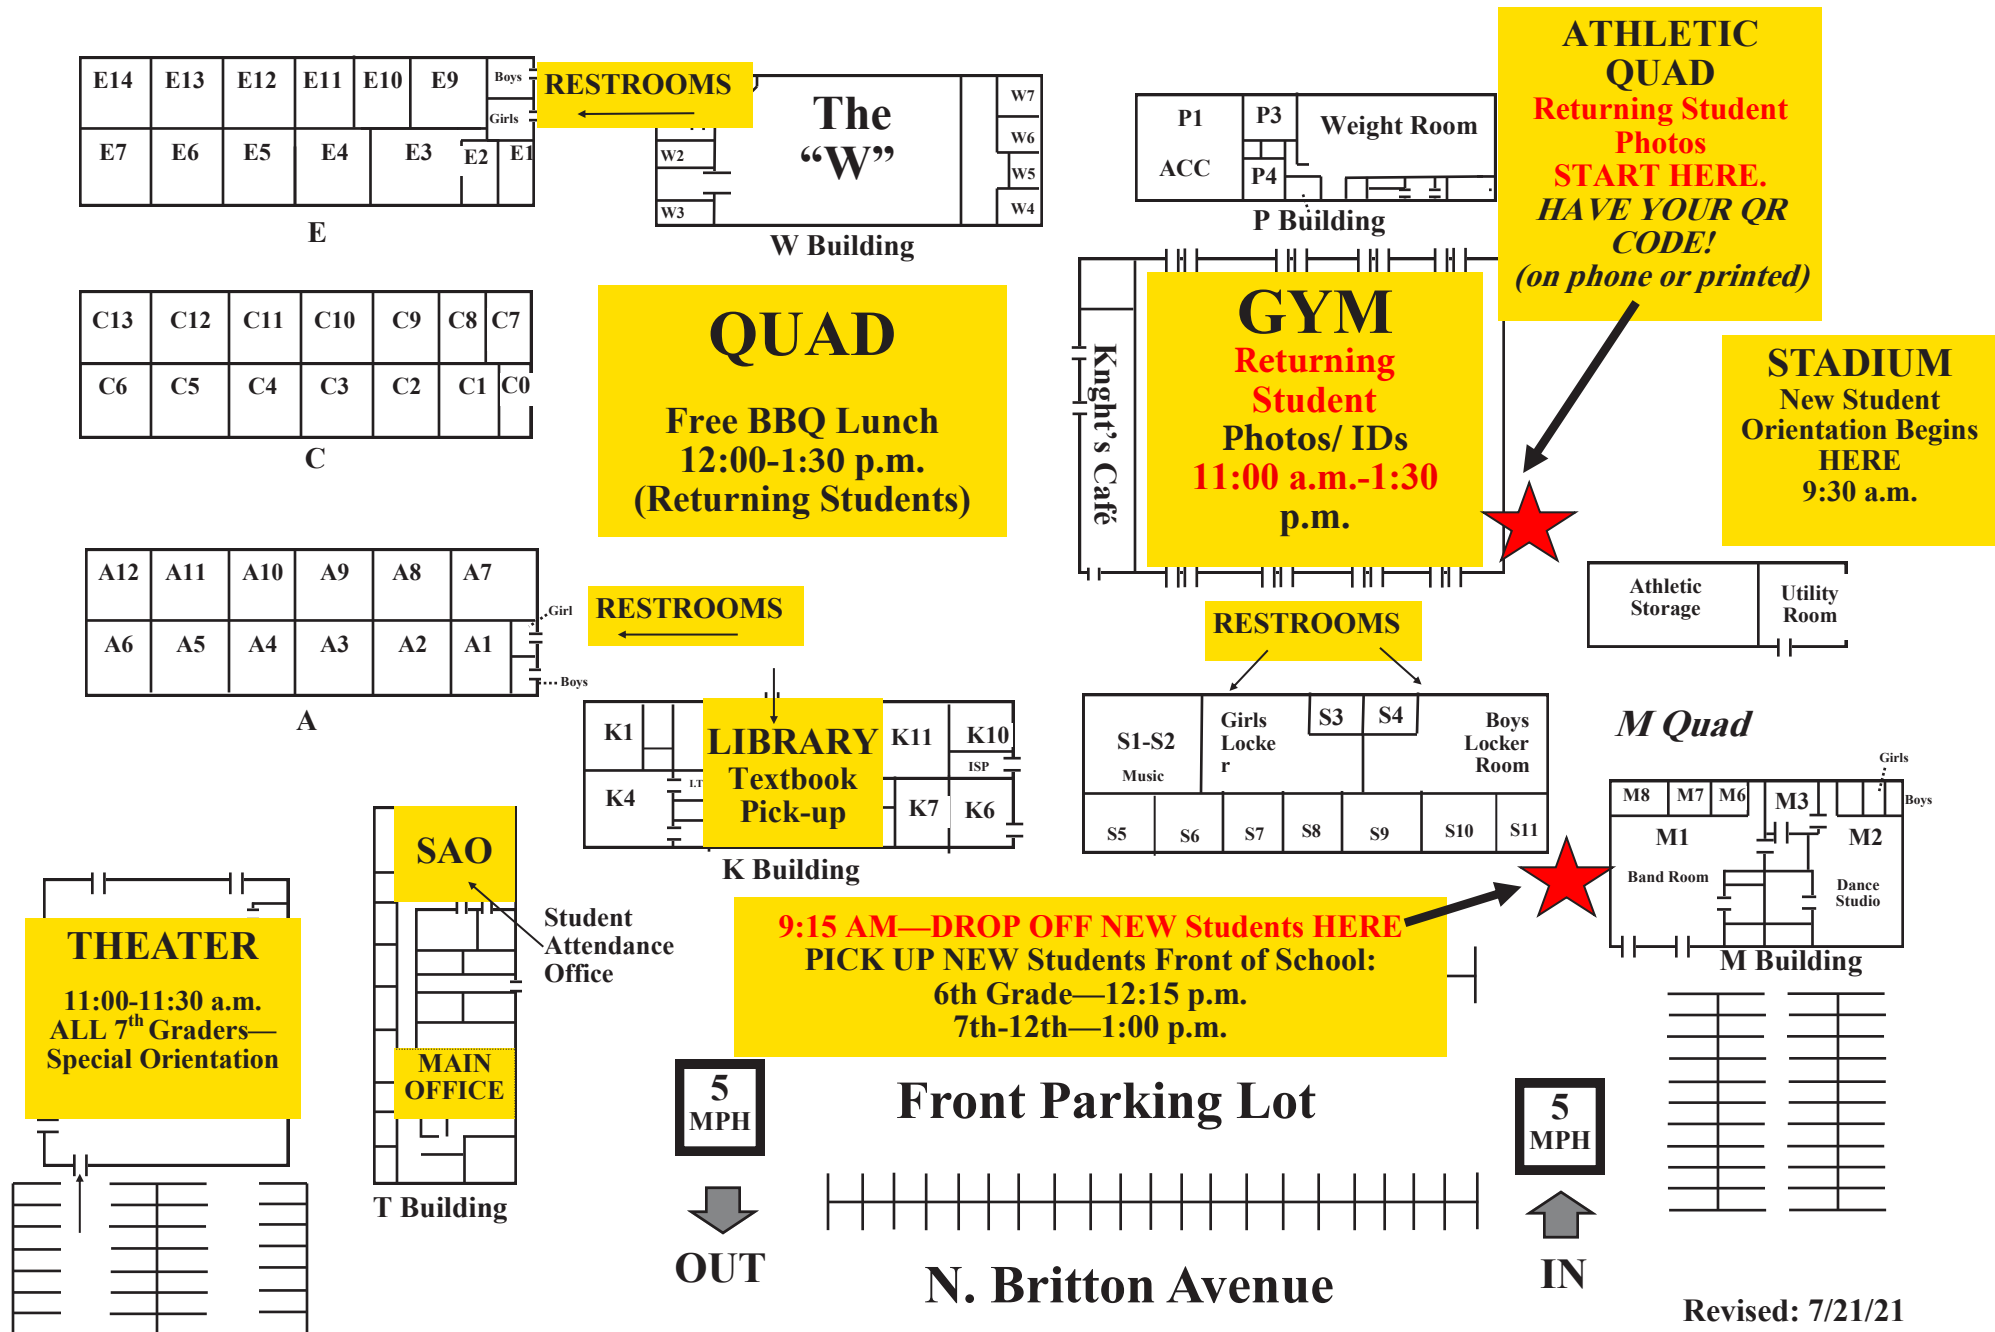 E14
E13
E12
E11
E10
E9
Boys
Girls
E7
E6
E5
E4
E3
E2
E1
E
RESTROOMS
The
“W”
W2
W3
W7
W6
W5
W4
W Building
P1
ACC
P3
P4
Weight Room
P Building
ATHLETIC
QUAD
Returning Student
Photos
START HERE.
HAVE YOUR QR
CODE!
(on phone or printed)
C13
C12
C11
C10
C9
C8
C7
C6
C5
C4
C3
C2
C1
C0
C
QUAD
Free BBQ Lunch
12:00-1:30 p.m.
(Returning Students)
Knght’s Café
GYM
Returning
Student
Photos/ IDs
11:00 a.m.-1:30
p.m.
STADIUM
New Student
Orientation Begins
HERE
9:30 a.m.
A12
A11
A10
A9
A8
A7
Girl
A6
A5
A4
A3
A2
A1
Boys
A
RESTROOMS
RESTROOMS
Athletic
Storage
Utility
Room
K1
K4
I.T
LIBRARY
Textbook
Pick-up
K11
K10
ISP
K7
K6
K Building
S1-S2
Music
Girls
Locke
r
S3
S4
Boys
Locker
Room
S5
S6
S7
S8
S9
S10
S11
M Quad
Girls
Boys
M8
M7
M6
M3
M1
M2
Band Room
Dance
Studio
M Building
SAO
Student
Attendance
Office
MAIN
OFFICE
T Building
THEATER
11:00-11:30 a.m.
ALL 7th Graders—
Special Orientation
9:15 AM—DROP OFF NEW Students HERE
PICK UP NEW Students Front of School:
6th Grade—12:15 p.m.
7th-12th—1:00 p.m.
5
MPH
Front Parking Lot
5
MPH
OUT
IN
N. Britton Avenue
Revised: 7/21/21